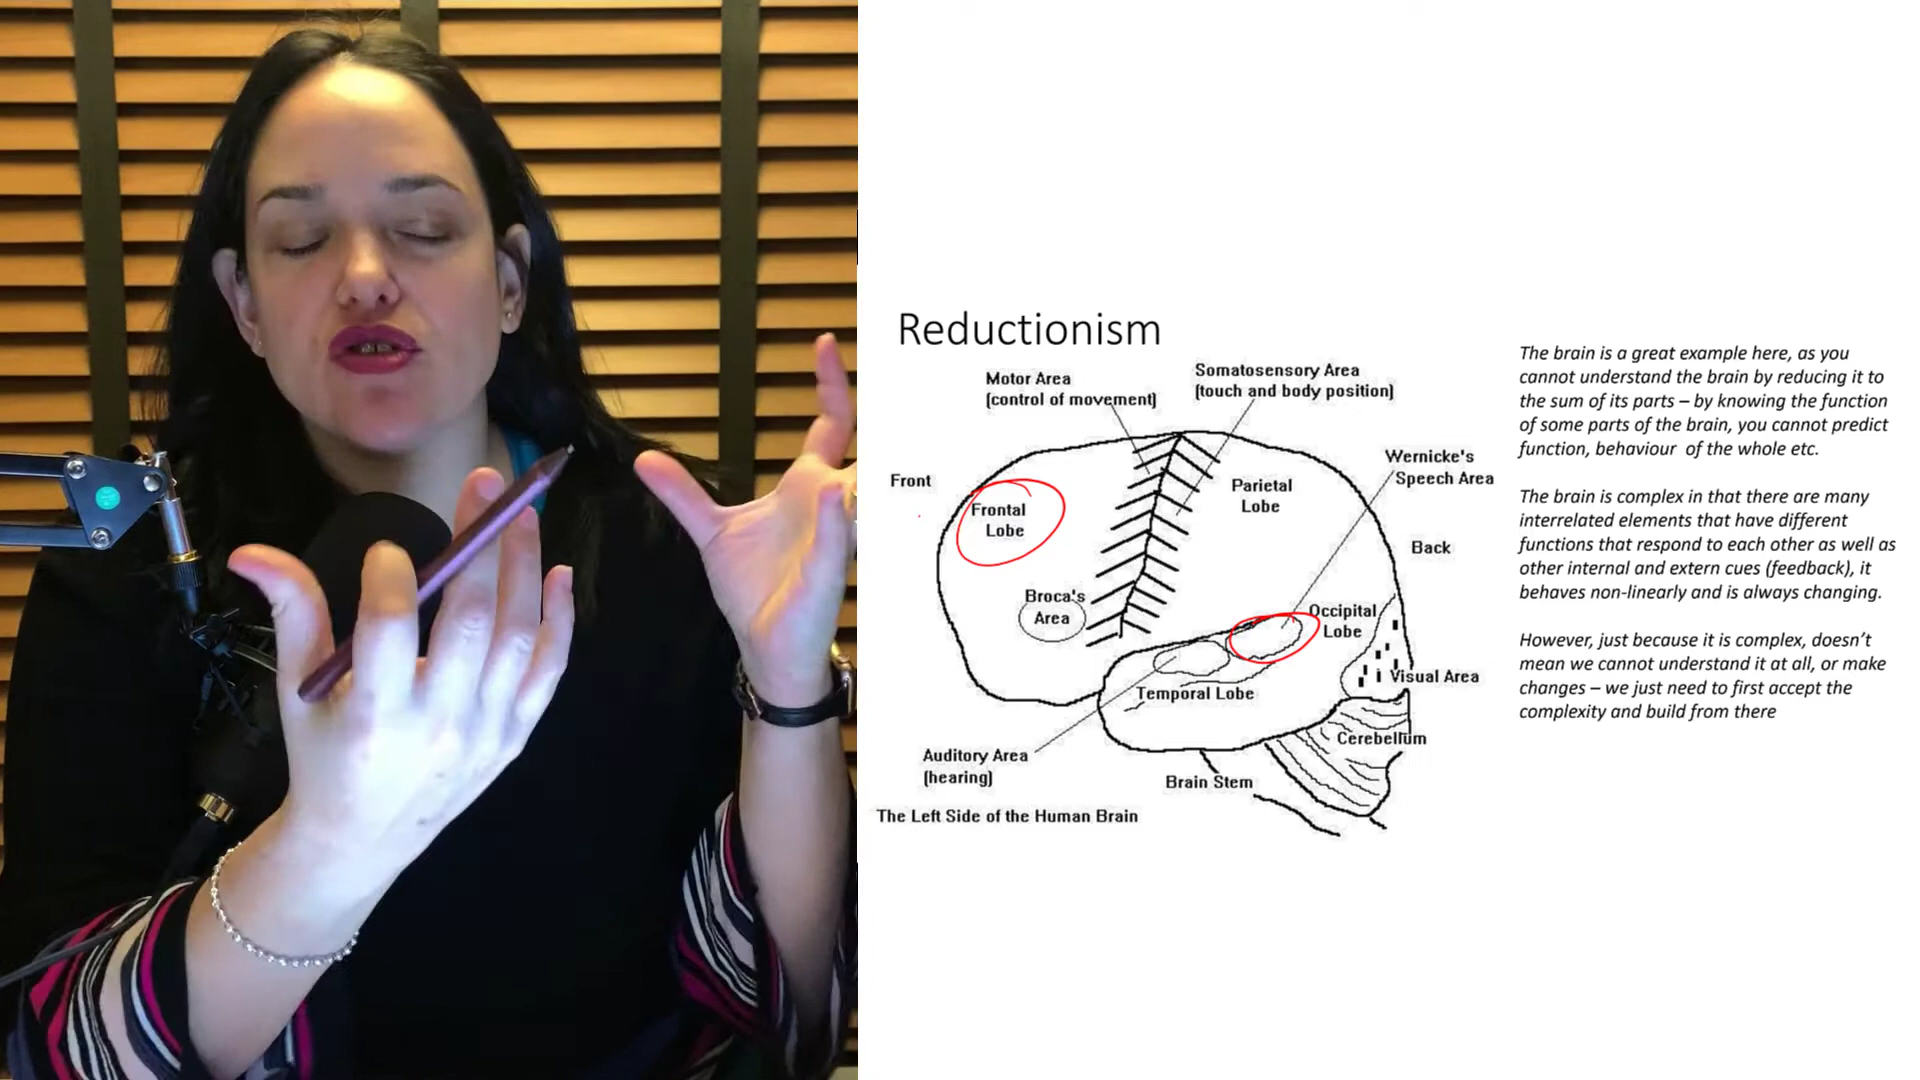 Reductionism
Motor Area
(control of movement)
Somatosensory Area
(touch and body position)
Wernicke's
Speech Area
Front
Parietal
Lobe
Frontal
Lobe
Back
Broca's
Area
Occipital
Lobe
Visual Area
Temporal Lobe
Cerebellum
Auditory Area
(hearing)
Brain Stem
The Left Side of the Human Brain
The brain is a great example here, as you
cannot understand the brain by reducing it to
the sum of its parts – by knowing the function
of some parts of the brain, you cannot predict
function, behaviour  of the whole etc.
The brain is complex in that there are many
interrelated elements that have different
functions that respond to each other as well as
other internal and extern cues (feedback), it
behaves non-linearly and is always changing.
However, just because it is complex, doesn’t
mean we cannot understand it at all, or make
changes – we just need to first accept the
complexity and build from there